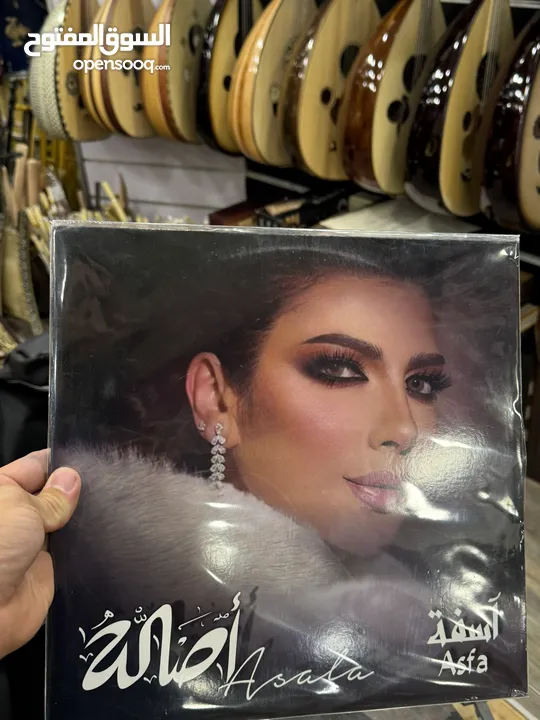 السوق المفتوح
opensooq.com
أصالة
Asala
آسفة
Asfa